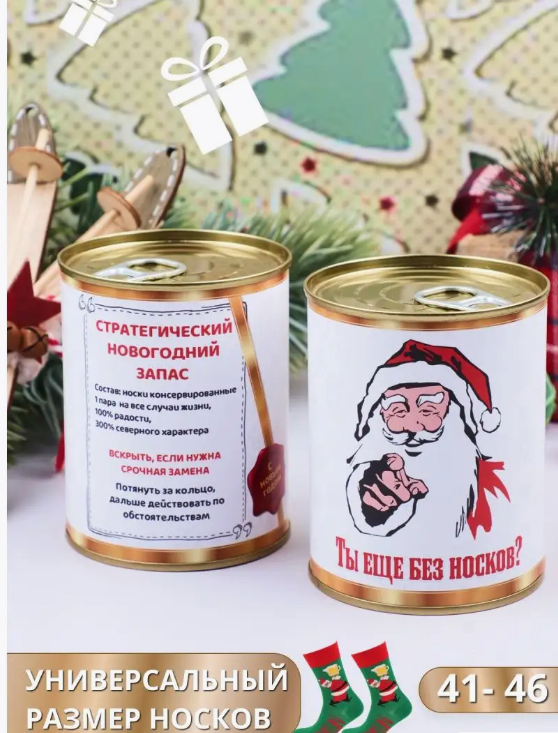 СТРАТЕГИЧЕСКИЙ
НОВОГОДНИЙ
ЗАПАС
Состав: носки консервированные
1 пара на все случаи жизни,
100% радости,
300% северного характера
ВСКРЫТЬ, ЕСЛИ НУЖНА
СРОЧНАЯ ЗАМЕНА
Потянуть за кольцо,
дальше действовать по
обстоятельствам
С
НОВЫМ
ГОДОМ
ТЫ ЕЩЕ БЕЗ НОСКОВ?
УНИВЕРСАЛЬНЫЙ
РАЗМЕР НОСКОВ
41- 46